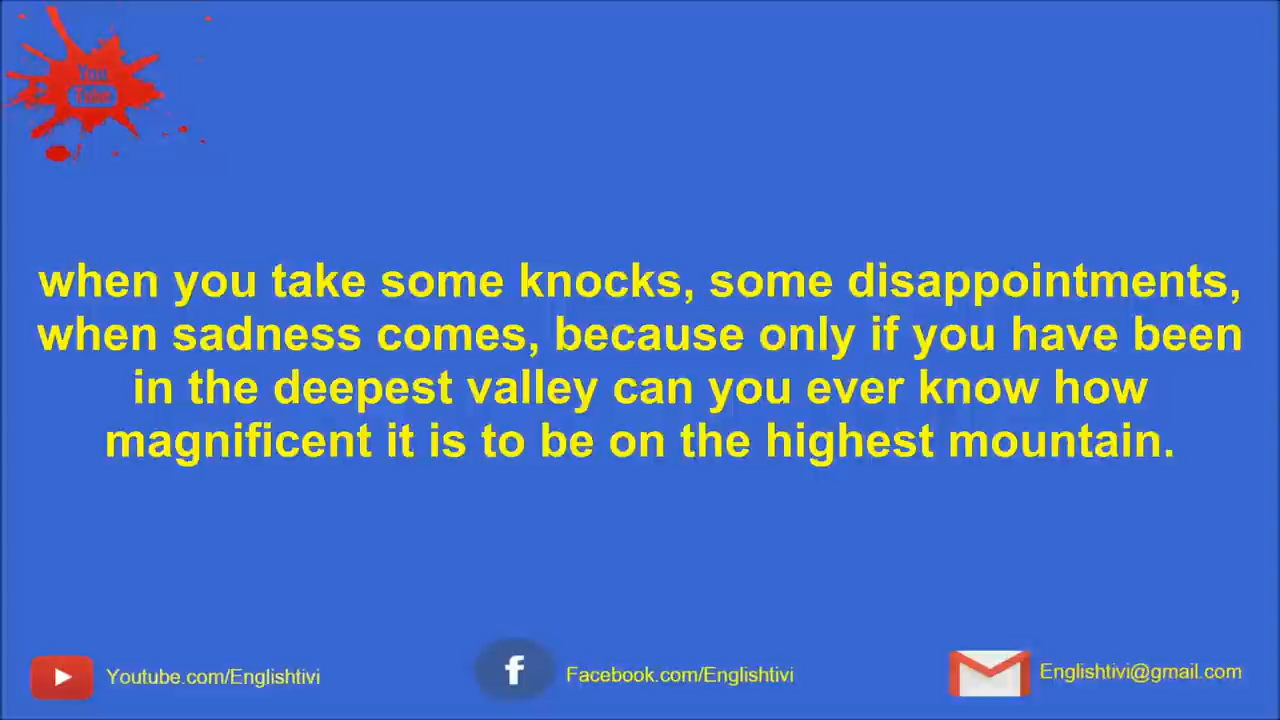 You
Tube
when you take some knocks, some disappointments,
when sadness comes, because only if you have been
in the deepest valley can you ever know how
magnificent it is to be on the highest mountain.
Youtube.com/Englishtivi
f
Facebook.com/Englishtivi
Englishtivi@gmail.com